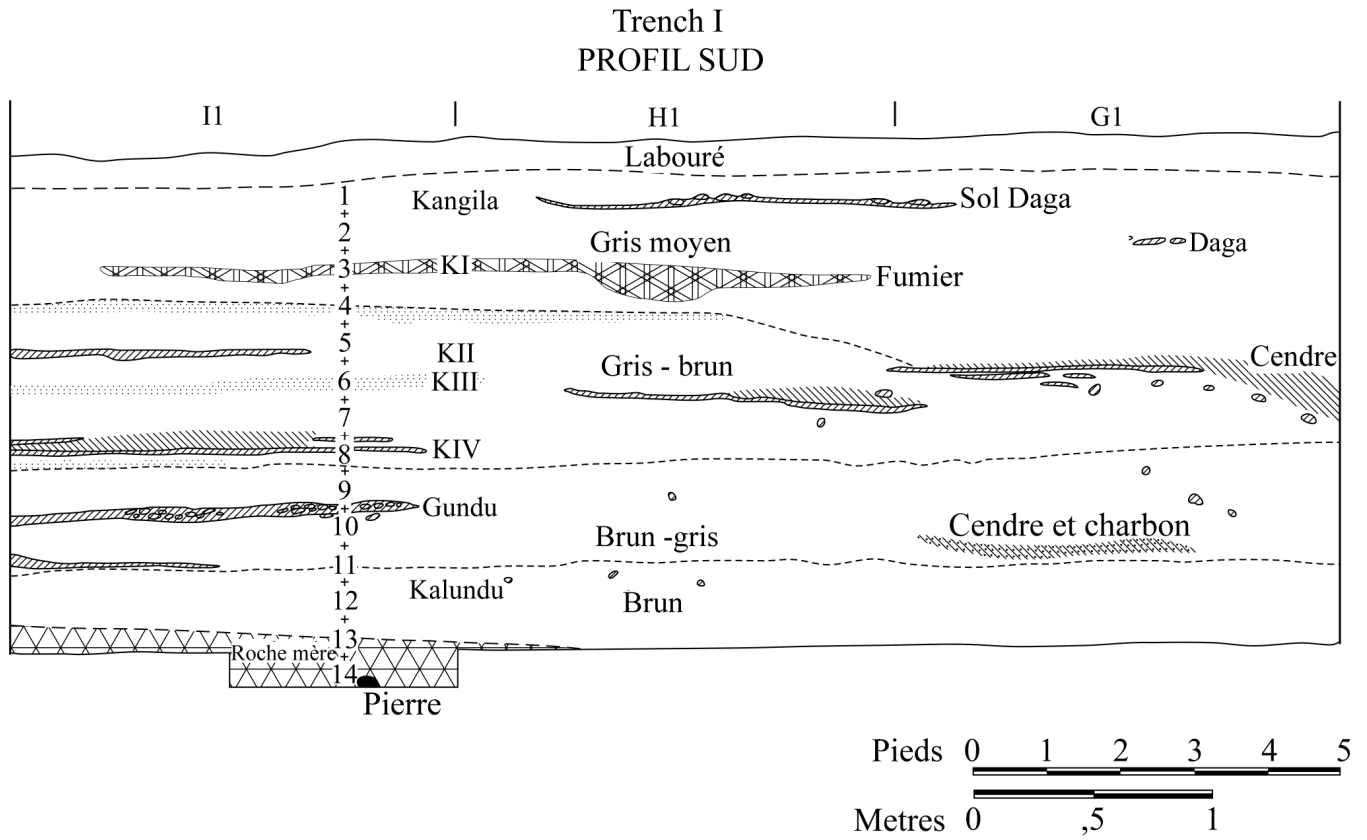 Trench I
PROFIL SUD
I1 H1 G1
Labouré
1
Kangila
Sol Daga
2
Gris moyen
Daga
3
KI
Fumier
4
5
KII
Gris - brun
Cendre
6
KIII
7
8
KIV
9
Gundu
10
Brun -gris
Cendre et charbon
11
Kalundu
12
Brun
13
Roche mère
14
Pierre
Pieds 0 1 2 3 4 5
Metres 0 ,5 1